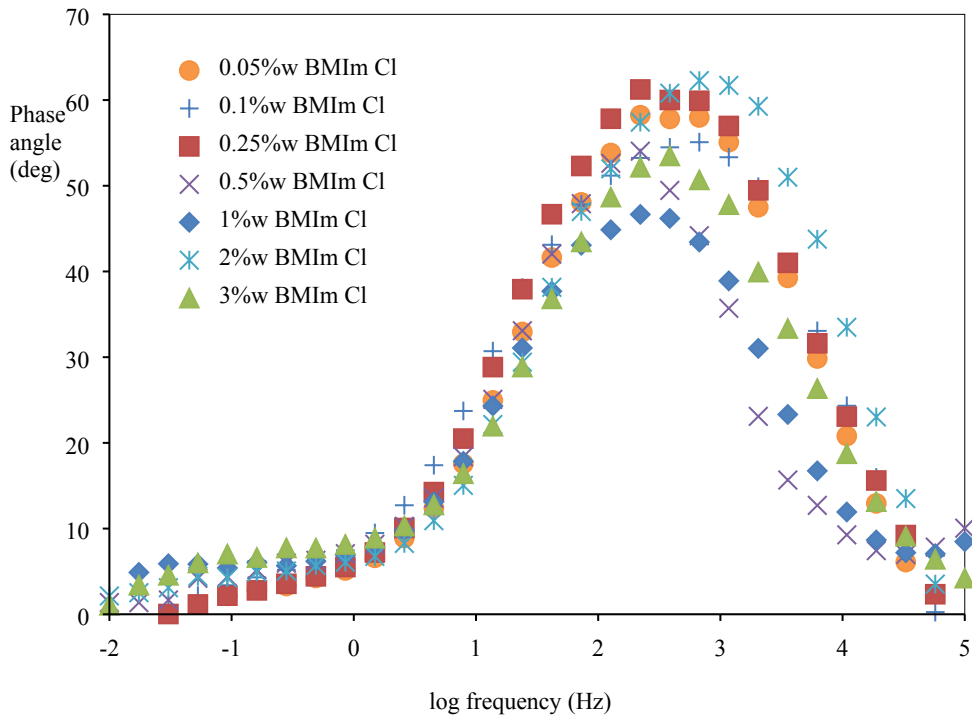 70
60
50
40
30
20
10
0
Phase
angle
(deg)
0.05%w BMIm Cl
0.1%w BMIm Cl
0.25%w BMIm Cl
0.5%w BMIm Cl
1%w BMIm Cl
2%w BMIm Cl
3%w BMIm Cl
-2 -1 0 1 2 3 4 5
log frequency (Hz)